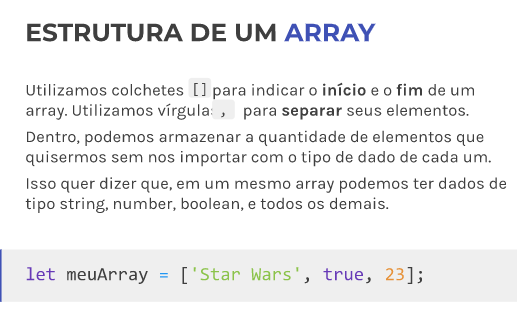 ESTRUTURA DE UM ARRAY
Utilizamos colchetes [] para indicar o início e o fim de um
array. Utilizamos vírgulas , para separar seus elementos.
Dentro, podemos armazenar a quantidade de elementos que
quisermos sem nos importar com o tipo de dado de cada um.
Isso quer dizer que, em um mesmo array podemos ter dados de
tipo string, number, boolean, e todos os demais.
let meuArray = ['Star Wars', true, 23];